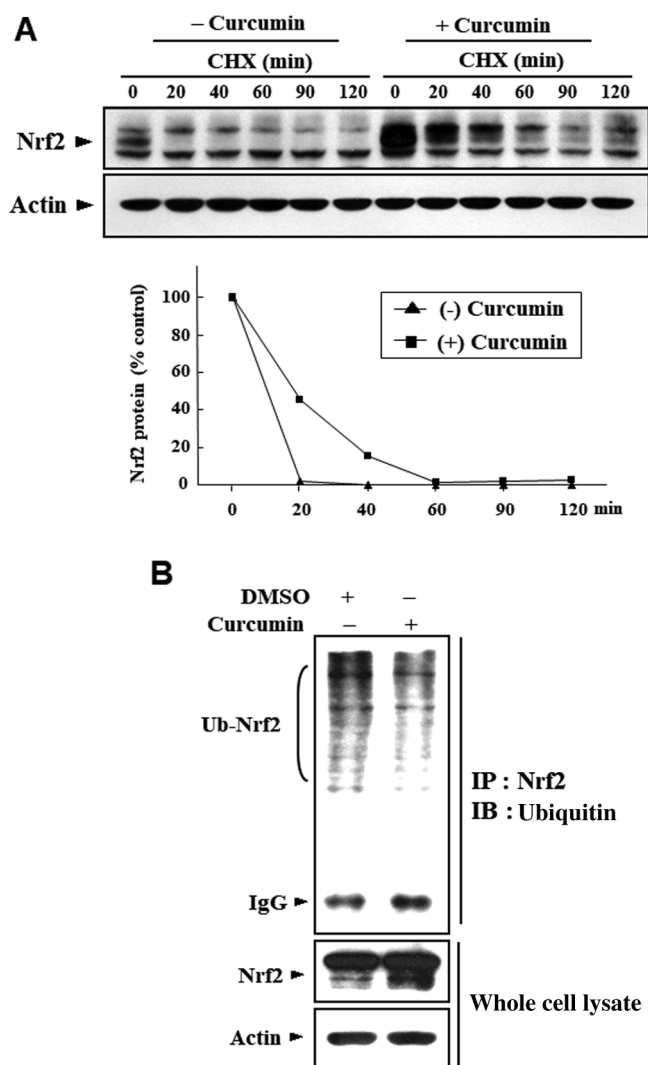 A
– Curcumin + Curcumin
CHX (min) CHX (min)
0 20 40 60 90 120 0 20 40 60 90 120
Nrf2
Actin
Nrf2 protein (% control)
100
80
60
40
20
0
(-) Curcumin
(+) Curcumin
0 20 40 60 90 120 min
B
DMSO + –
Curcumin – +
Ub-Nrf2
IP : Nrf2
IB : Ubiquitin
IgG
Nrf2
Whole cell lysate
Actin